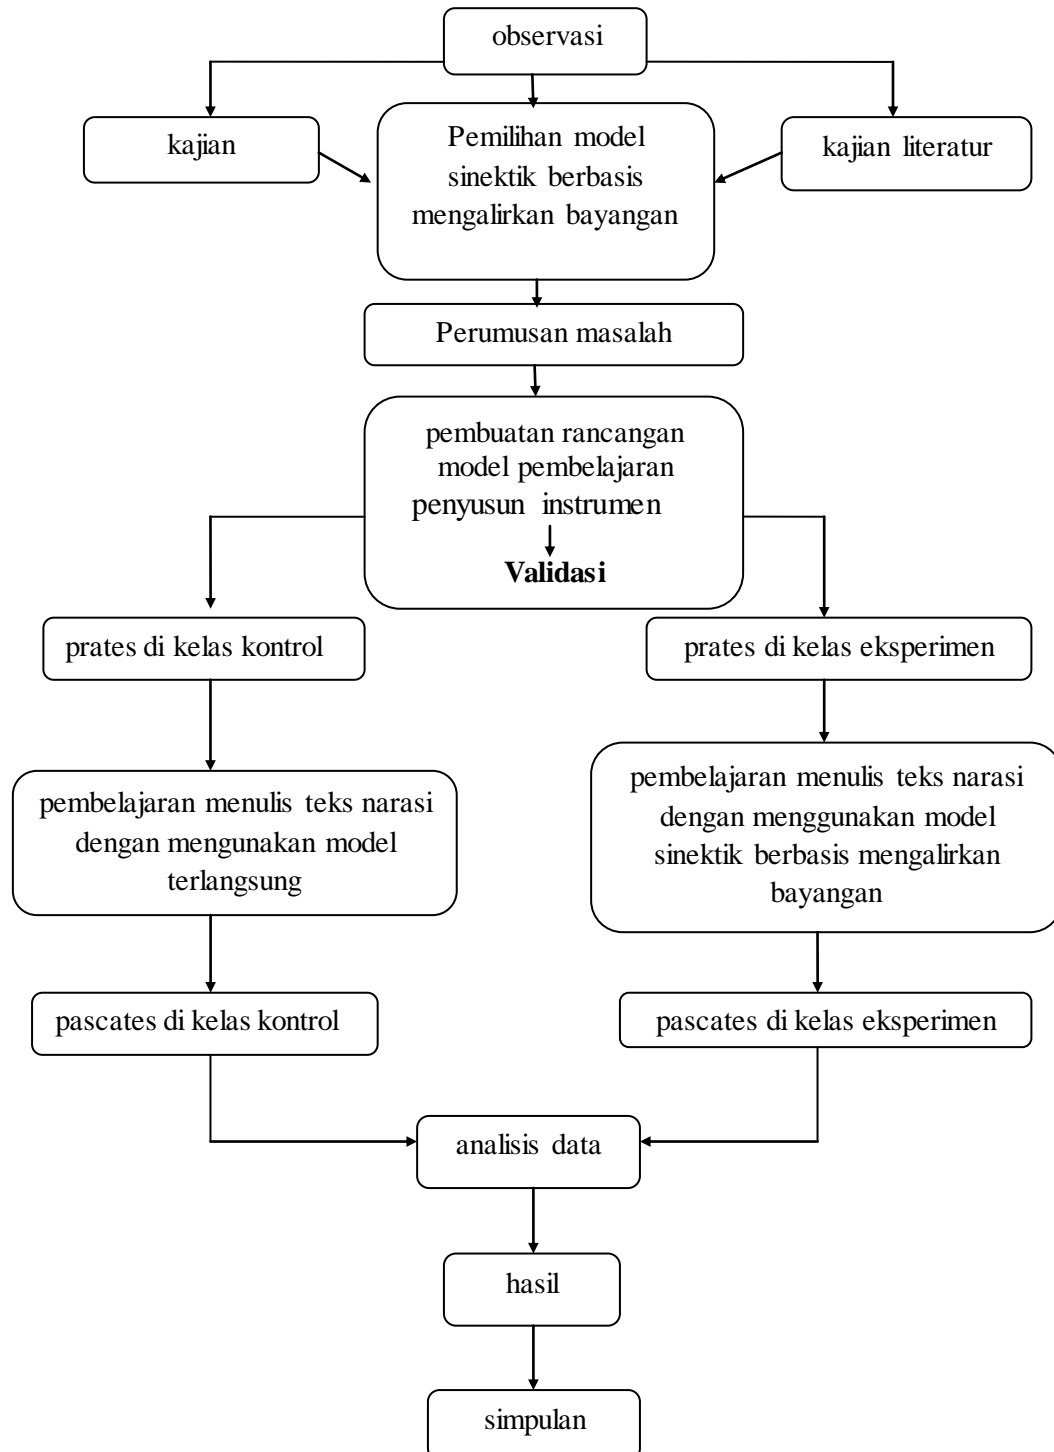 observasi
kajian
Pemilihan model
sinektik berbasis
mengalirkan bayangan
kajian literatur
Perumusan masalah
pembuatan rancangan
model pembelajaran
penyusun instrumen
Validasi
prates di kelas kontrol
prates di kelas eksperimen
pembelajaran menulis teks narasi
dengan mengunakan model
terlangsung
pembelajaran menulis teks narasi
dengan menggunakan model
sinektik berbasis mengalirkan
bayangan
pascates di kelas kontrol
pascates di kelas eksperimen
analisis data
hasil
simpulan